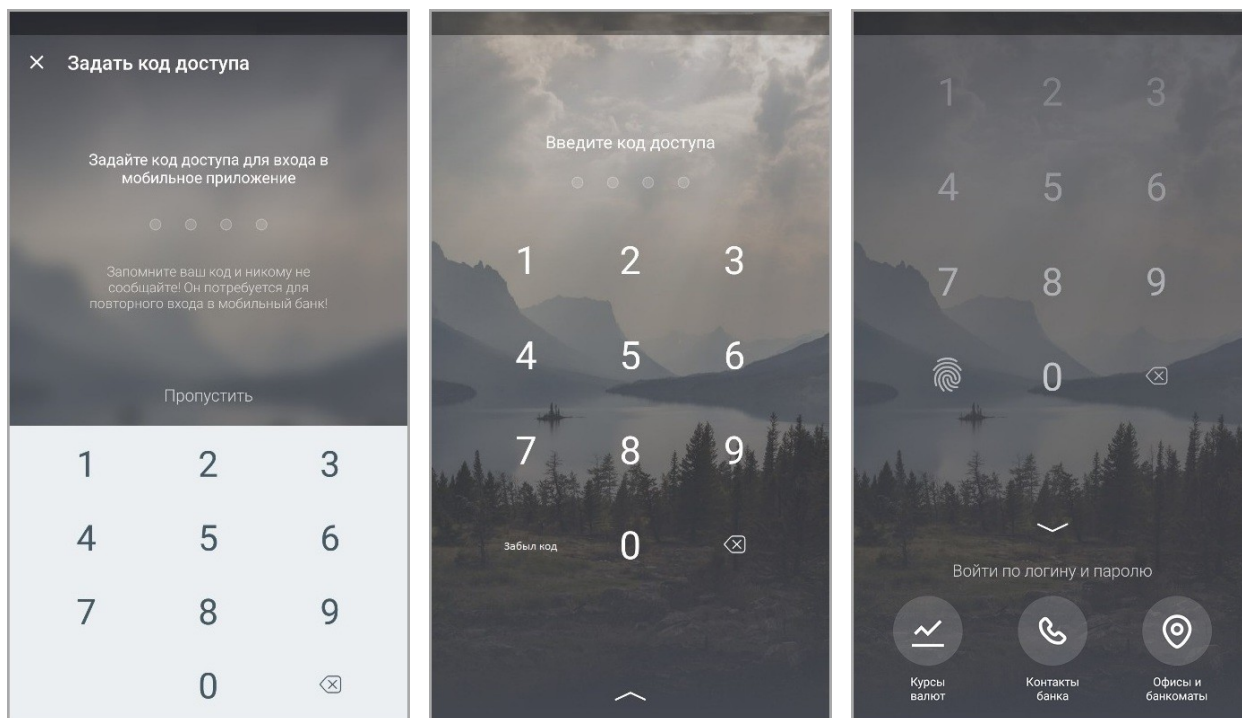 Задать код доступа
Задайте код доступа для входа в
мобильное приложение
Запомните ваш код и никому не
сообщайте! Он потребуется для
повторного входа в мобильный банк!
Пропустить
1 2 3
4 5 6
7 8 9
0
Введите код доступа
1 2 3
4 5 6
7 8 9
Забыл код 0
1 2 3
4 5 6
7 8 9
0
Войти по логину и паролю
Курсы
валют
Контакты
банка
Офисы и
банкоматы